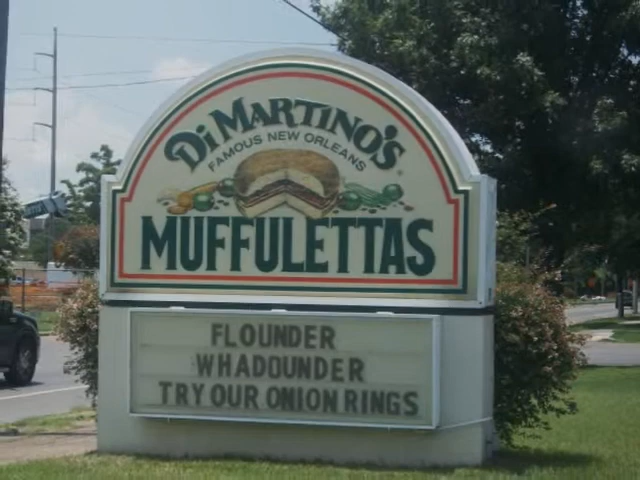 DiMARTINO'S
FAMOUS NEW ORLEANS
MUFFULETTAS
FLOUNDER
WHADOUNDER
TRY OUR ONION RINGS